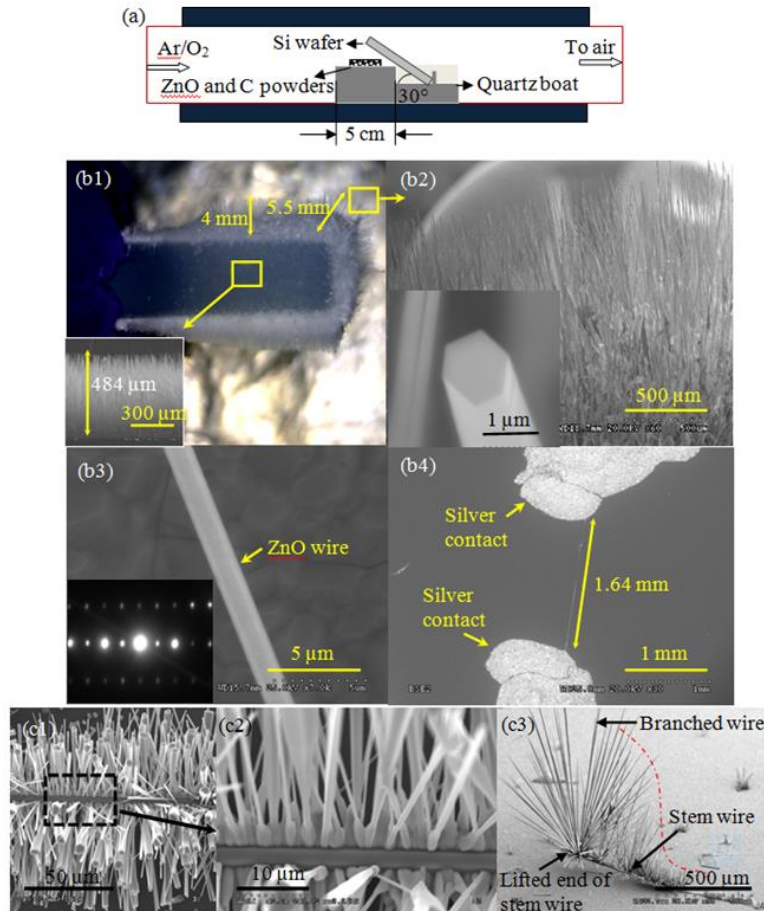 (a)
Si wafer
Ar/O2
To air
ZnO and C powders
30°
Quartz boat
5 cm
(b1)
4 mm
5.5 mm
484 µm
300 µm
(b2)
1 µm
500 µm
(b3)
ZnO wire
5 µm
(b4)
Silver
contact
1.64 mm
Silver
contact
1 mm
BSE2
(c1)
50 µm
(c2)
10 µm
(c3)
Branched wire
Stem wire
Lifted end of
stem wire
500 µm